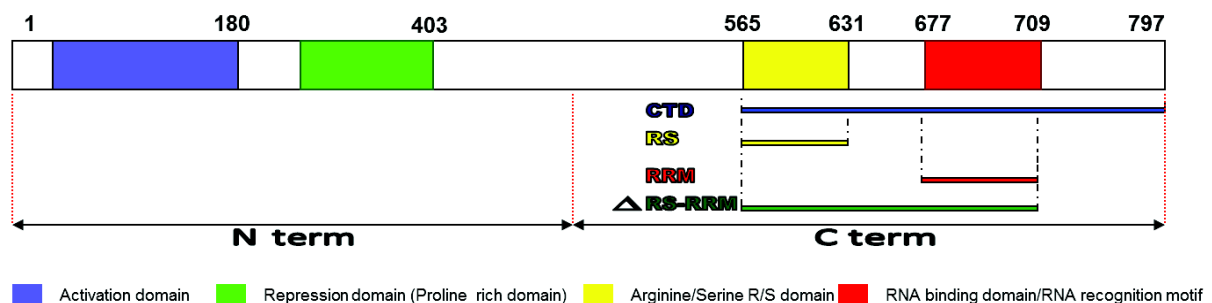 1 180 403 565 631 677 709 797
CTD
RS
RRM
△ RS-RRM
N term C term
Activation domain Repression domain (Proline rich domain) Arginine/Serine R/S domain RNA binding domain/RNA recognition motif